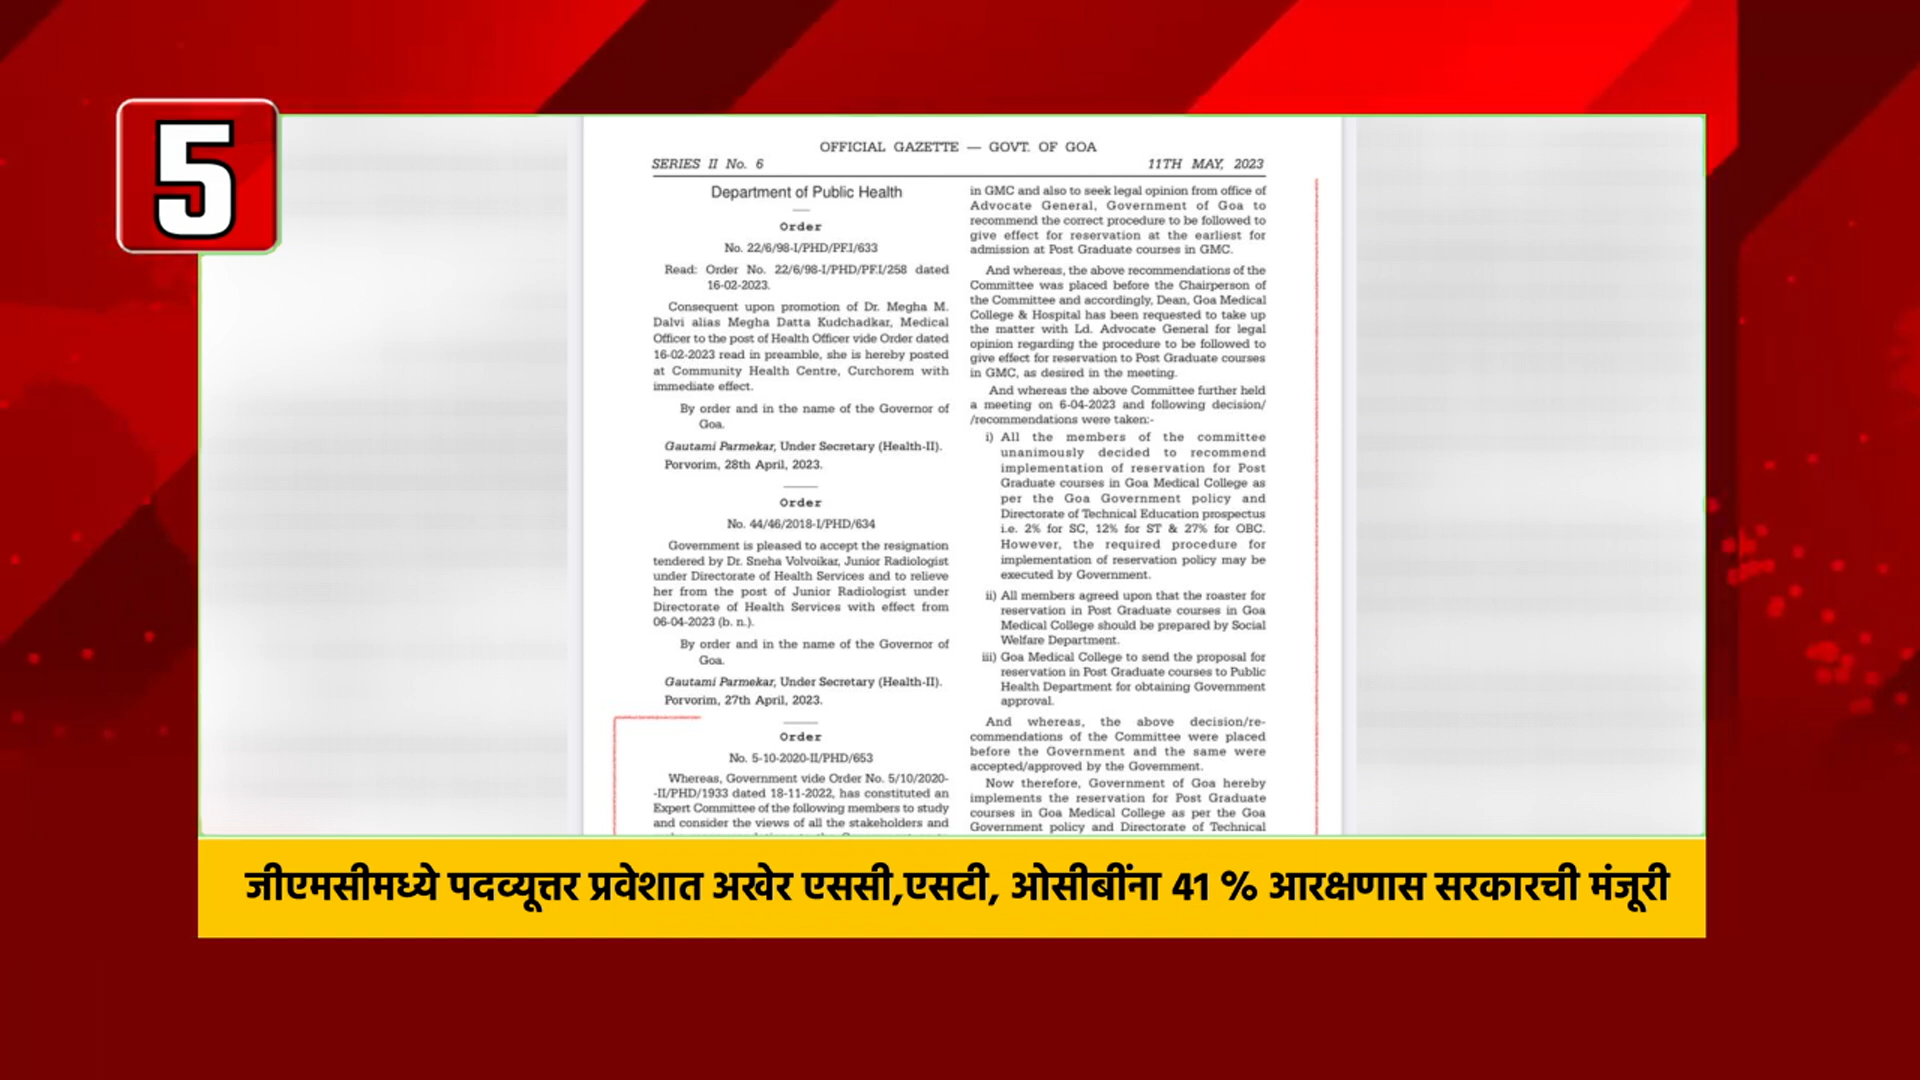 5
OFFICIAL GAZETTE — GOVT. OF GOA
SERIES II No. 6
11TH MAY, 2023
Department of Public Health
Order
No. 22/6/98-I/PHD/PF.I/633
Read: Order No. 22/6/98-I/PHD/PF.I/258 dated
16-02-2023.
Consequent upon promotion of Dr. Megha M.
Dalvi alias Megha Datta Kudchadkar, Medical
Officer to the post of Health Officer vide Order dated
16-02-2023 read in preamble, she is hereby posted
at Community Health Centre, Curchorem with
immediate effect.
By order and in the name of the Governor of
Goa.
Gautami Parmekar, Under Secretary (Health-II).
Porvorim, 28th April, 2023.
Order
No. 44/46/2018-I/PHD/634
Government is pleased to accept the resignation
tendered by Dr. Sneha Volvoikar, Junior Radiologist
under Directorate of Health Services and to relieve
her from the post of Junior Radiologist under
Directorate of Health Services with effect from
06-04-2023 (b. n.).
By order and in the name of the Governor of
Goa.
Gautami Parmekar, Under Secretary (Health-II).
Porvorim, 27th April, 2023.
Order
No. 5-10-2020-II/PHD/653
Whereas, Government vide Order No. 5/10/2020-
-II/PHD/1933 dated 18-11-2022, has constituted an
Expert Committee of the following members to study
and consider the views of all the stakeholders and
in GMC and also to seek legal opinion from office of
Advocate General, Government of Goa to
recommend the correct procedure to be followed to
give effect for reservation at the earliest for
admission at Post Graduate courses in GMC.
And whereas, the above recommendations of the
Committee was placed before the Chairperson of
the Committee and accordingly, Dean, Goa Medical
College & Hospital has been requested to take up
the matter with Ld. Advocate General for legal
opinion regarding the procedure to be followed to
give effect for reservation to Post Graduate courses
in GMC, as desired in the meeting.
And whereas the above Committee further held
a meeting on 6-04-2023 and following decision/
/recommendations were taken:-
i) All the members of the committee
unanimously decided to recommend
implementation of reservation for Post
Graduate courses in Goa Medical College as
per the Goa Government policy and
Directorate of Technical Education prospectus
i.e. 2% for SC, 12% for ST & 27% for OBC.
However, the required procedure for
implementation of reservation policy may be
executed by Government.
ii) All members agreed upon that the roaster for
reservation in Post Graduate courses in Goa
Medical College should be prepared by Social
Welfare Department.
iii) Goa Medical College to send the proposal for
reservation in Post Graduate courses to Public
Health Department for obtaining Government
approval.
And whereas, the above decision/re-
commendations of the Committee were placed
before the Government and the same were
accepted/approved by the Government.
Now therefore, Government of Goa hereby
implements the reservation for Post Graduate
courses in Goa Medical College as per the Goa
Government policy and Directorate of Technical
जीएमसीमध्ये पदव्यूत्तर प्रवेशात अखेर एससी,एसटी, ओसीबींना 41 % आरक्षणास सरकारची मंजूरी